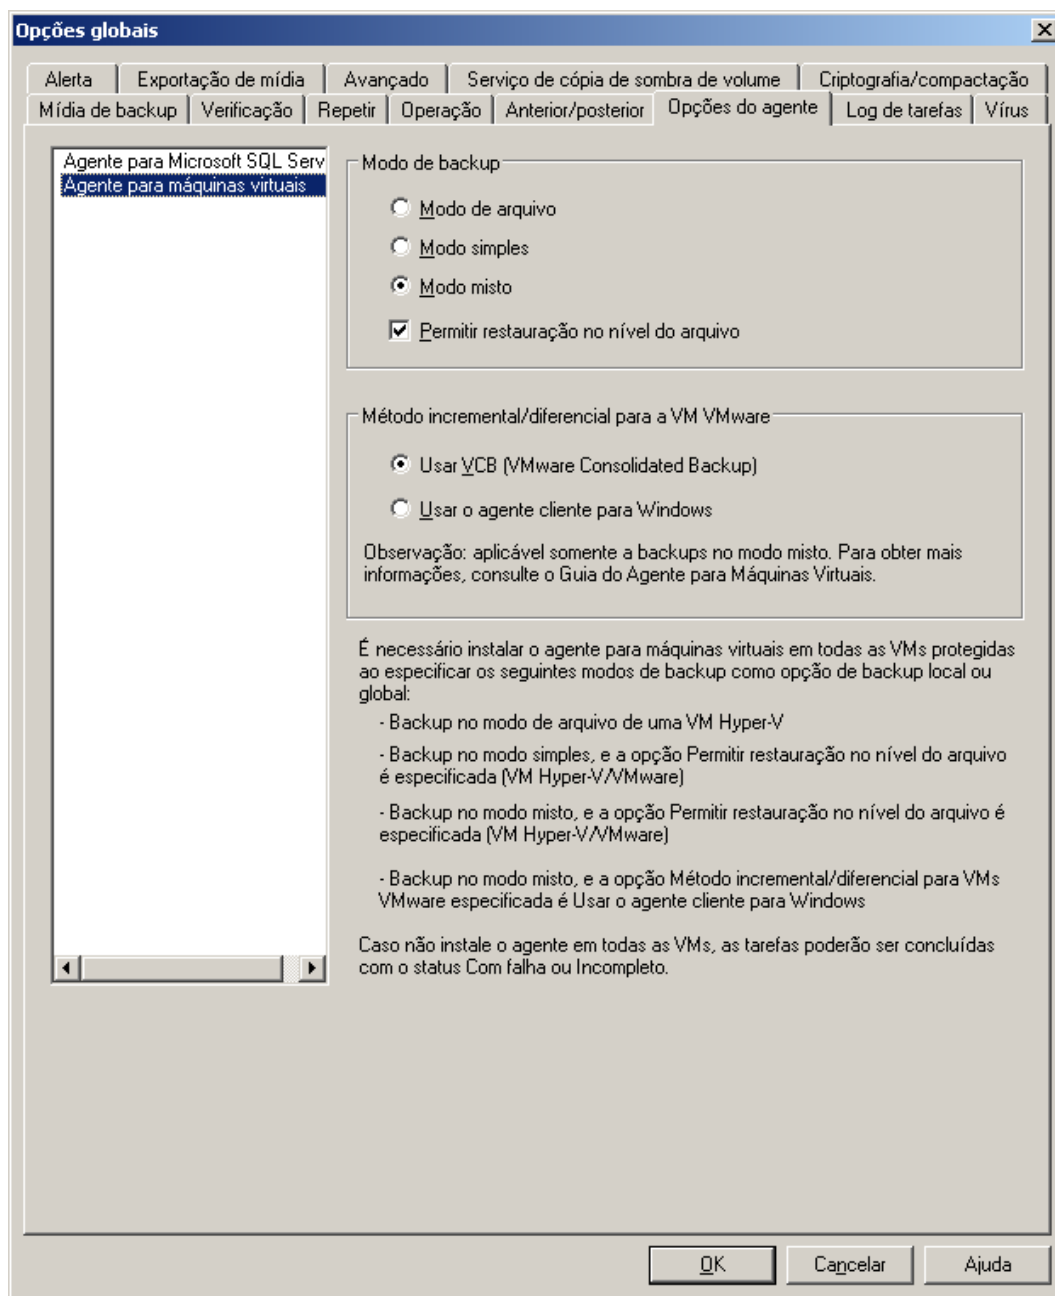 Opções globais
Alerta
Exportação de mídia
Avançado
Serviço de cópia de sombra de volume
Criptografia/compactação
Mídia de backup
Verificação
Repetir
Operação
Anterior/posterior
Opções do agente
Log de tarefas
Vírus
Agente para Microsoft SQL Serv
Agente para máquinas virtuais
Modo de backup
Modo de arquivo
Modo simples
Modo misto
Permitir restauração no nível do arquivo
Método incremental/diferencial para a VM VMware
Usar VCB (VMware Consolidated Backup)
Usar o agente cliente para Windows
Observação: aplicável somente a backups no modo misto. Para obter mais
informações, consulte o Guia do Agente para Máquinas Virtuais.
É necessário instalar o agente para máquinas virtuais em todas as VMs protegidas
ao especificar os seguintes modos de backup como opção de backup local ou
global:
- Backup no modo de arquivo de uma VM Hyper-V
- Backup no modo simples, e a opção Permitir restauração no nível do arquivo
é especificada (VM Hyper-V/VMware)
- Backup no modo misto, e a opção Permitir restauração no nível do arquivo é
especificada (VM Hyper-V/VMware)
- Backup no modo misto, e a opção Método incremental/diferencial para VMs
VMware especificada é Usar o agente cliente para Windows
Caso não instale o agente em todas as VMs, as tarefas poderão ser concluídas
com o status Com falha ou Incompleto.
OK
Cancelar
Ajuda